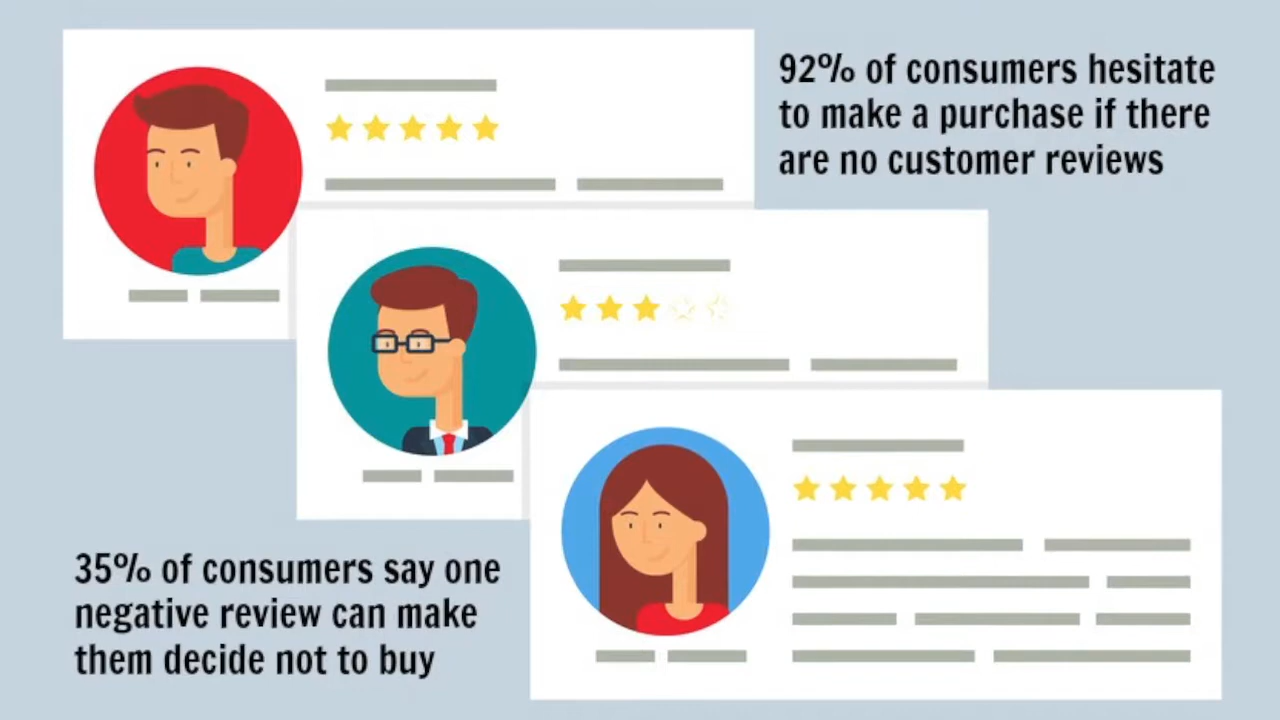 92% of consumers hesitate
to make a purchase if there
are no customer reviews
35% of consumers say one
negative review can make
them decide not to buy